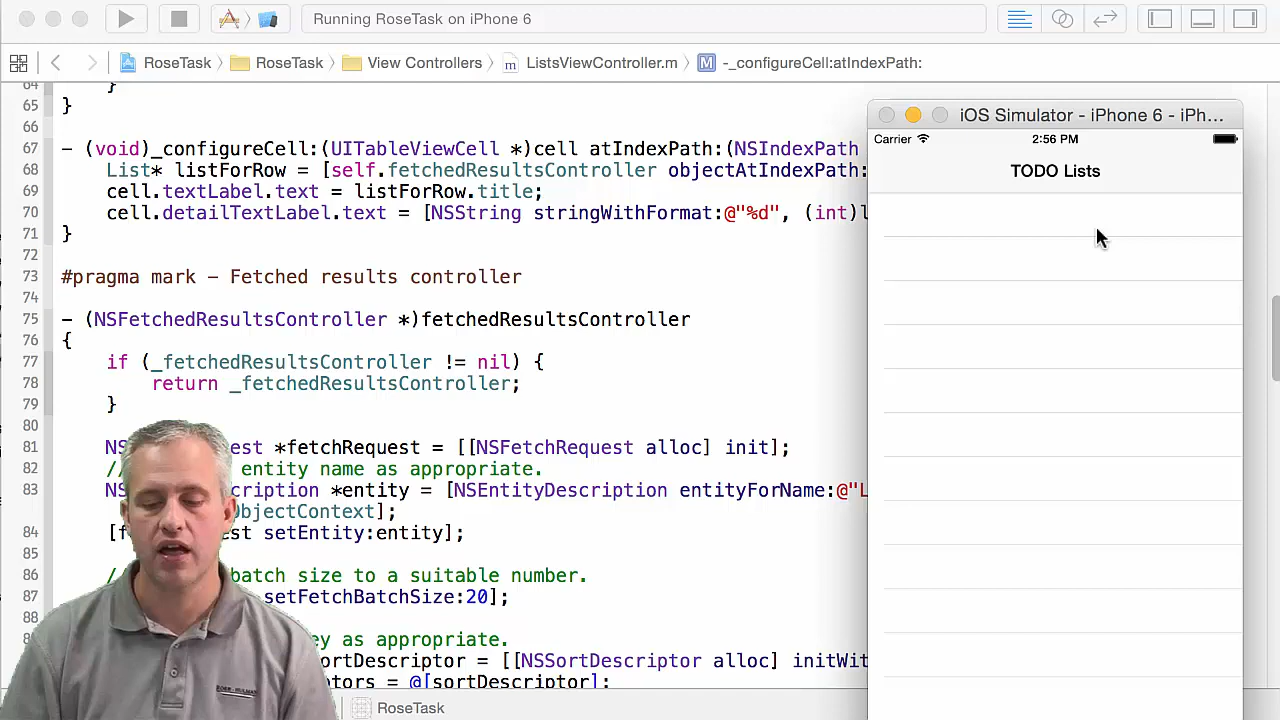 Running RoseTask on iPhone 6
RoseTask RoseTask View Controllers m ListsViewController.m M -_configureCell:atIndexPath:
64 }
65 }
66
67 - (void)_configureCell:(UITableViewCell *)cell atIndexPath:(NSIndexPath
68 List* listForRow = [self.fetchedResultsController objectAtIndexPath:
69 cell.textLabel.text = listForRow.title;
70 cell.detailTextLabel.text = [NSString stringWithFormat:@"%d", (int)l
71 }
72
73 #pragma mark - Fetched results controller
74
75 - (NSFetchedResultsController *)fetchedResultsController
76 {
77 if (_fetchedResultsController != nil) {
78 return _fetchedResultsController;
79 }
80
81 NS est *fetchRequest = [[NSFetchRequest alloc] init];
82 // entity name as appropriate.
83 NS cription *entity = [NSEntityDescription entityForName:@"L
bjectContext];
84 [f est setEntity:entity];
85
86 / batch size to a suitable number.
87 setFetchBatchSize:20];
88
ey as appropriate.
ortDescriptor = [[NSSortDescriptor alloc] initWit
ptors = @[sortDescriptor];
RoseTask
iOS Simulator - iPhone 6 - iPh...
Carrier 2:56 PM
TODO Lists